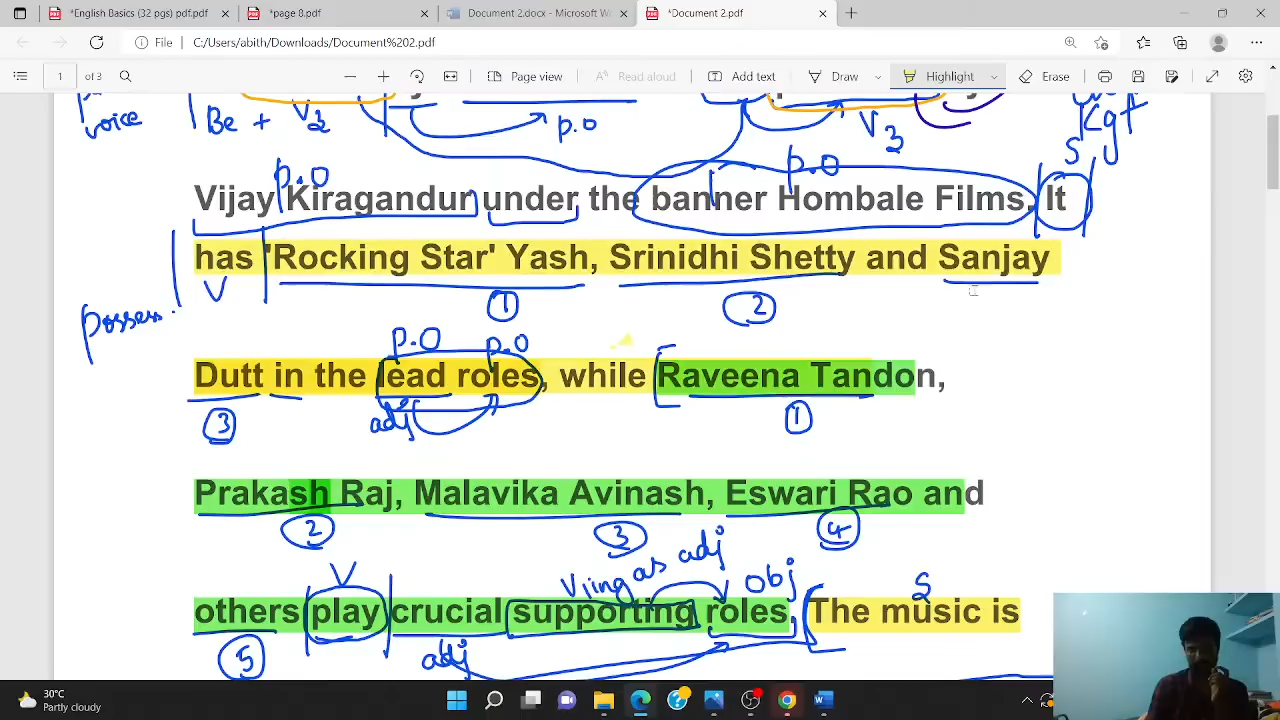 *English Basics (32 pgs) pdf.pdf
*page 8.pdf
Document 2.docx - Microsoft W
*Document 2.pdf
File C:/Users/abith/Downloads/Document%202.pdf
1 of 3 Page view Read aloud Add text Draw Highlight Erase
voice Be + V3 p.o V3 Kgf
p.o p.o S
Vijay Kiragandur under the banner Hombale Films. It
has 'Rocking Star' Yash, Srinidhi Shetty and Sanjay
V 1 2
possess.
p.o p.o
Dutt in the lead roles, while Raveena Tandon,
3 adj 1
Prakash Raj, Malavika Avinash, Eswari Rao and
2 3 4
V Ving as adj obj S
others play crucial supporting roles. The music is
5 adj
30°C
Partly cloudy